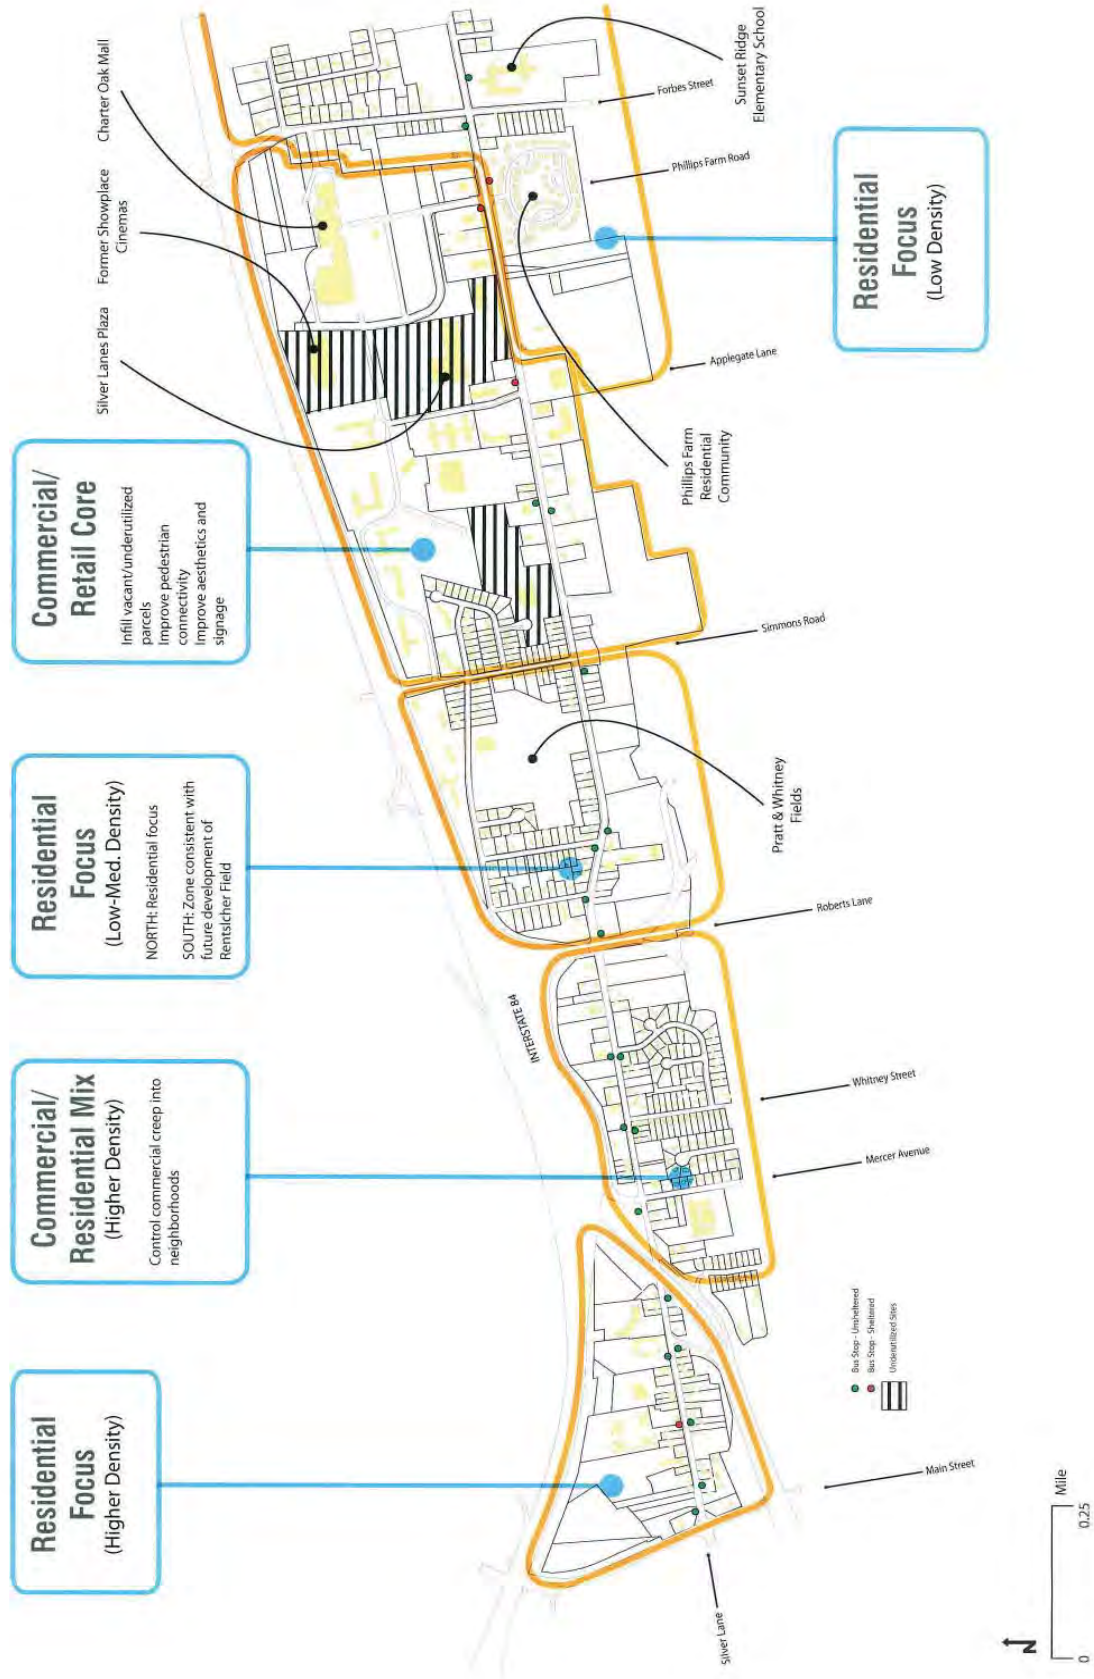 Residential
Focus
(Higher Density)
Commercial/
Residential Mix
(Higher Density)
Control commercial creep into
neighborhoods
Residential
Focus
(Low-Med. Density)
NORTH: Residential focus
SOUTH: Zone consistent with
future development of
Rentslcher Field
Commercial/
Retail Core
Infill vacant/underutilized
parcels
Improve pedestrian
connectivity
Improve aesthetics and
signage
Silver Lanes Plaza
Former Showplace
Cinemas
Charter Oak Mall
INTERSTATE 84
Sunset Ridge
Elementary School
Forbes Street
Phillips Farm Road
Applegate Lane
Phillips Farm
Residential
Community
Simmons Road
Pratt & Whitney
Fields
Roberts Lane
Whitney Street
Mercer Avenue
Main Street
Silver Lane
Residential
Focus
(Low Density)
Bus Stop - Unsheltered
Bus Stop - Sheltered
Underutilized Sites
N
0
0.25
Mile